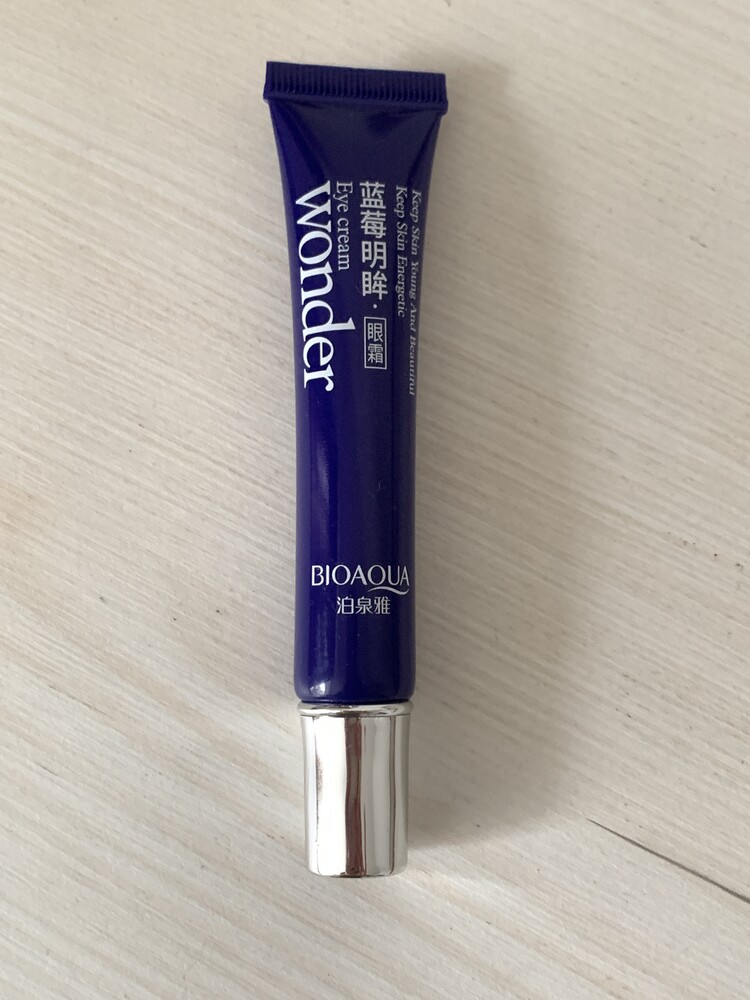 Keep Skin Young And Beautiful
Keep Skin Energetic
蓝莓明眸·眼霜
Eye cream
wonder
BIOAQUA
泊泉雅